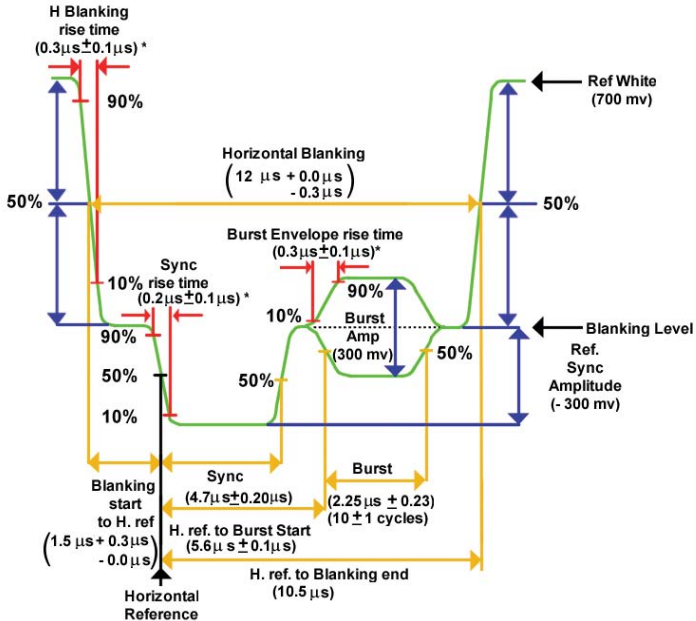 H Blanking
rise time
(0.3µs±0.1µs) *
90%
Ref White
(700 mv)
Horizontal Blanking
(12 µs + 0.0µs
- 0.3µs)
50%
50%
Burst Envelope rise time
(0.3µs±0.1µs)*
Sync
rise time
(0.2µs±0.1µs) *
10%
90%
10%
Burst
Amp
(300 mv)
Blanking Level
90%
50%
Ref.
Sync
Amplitude
(- 300 mv)
50%
50%
10%
Sync
(4.7µs±0.20µs)
Burst
(2.25µs ± 0.23)
(10±1 cycles)
Blanking
start
to H. ref
(1.5 µs+ 0.3µs
- 0.0µs)
H. ref. to Burst Start
(5.6µ s±0.1µs)
H. ref. to Blanking end
(10.5 µs)
Horizontal
Reference